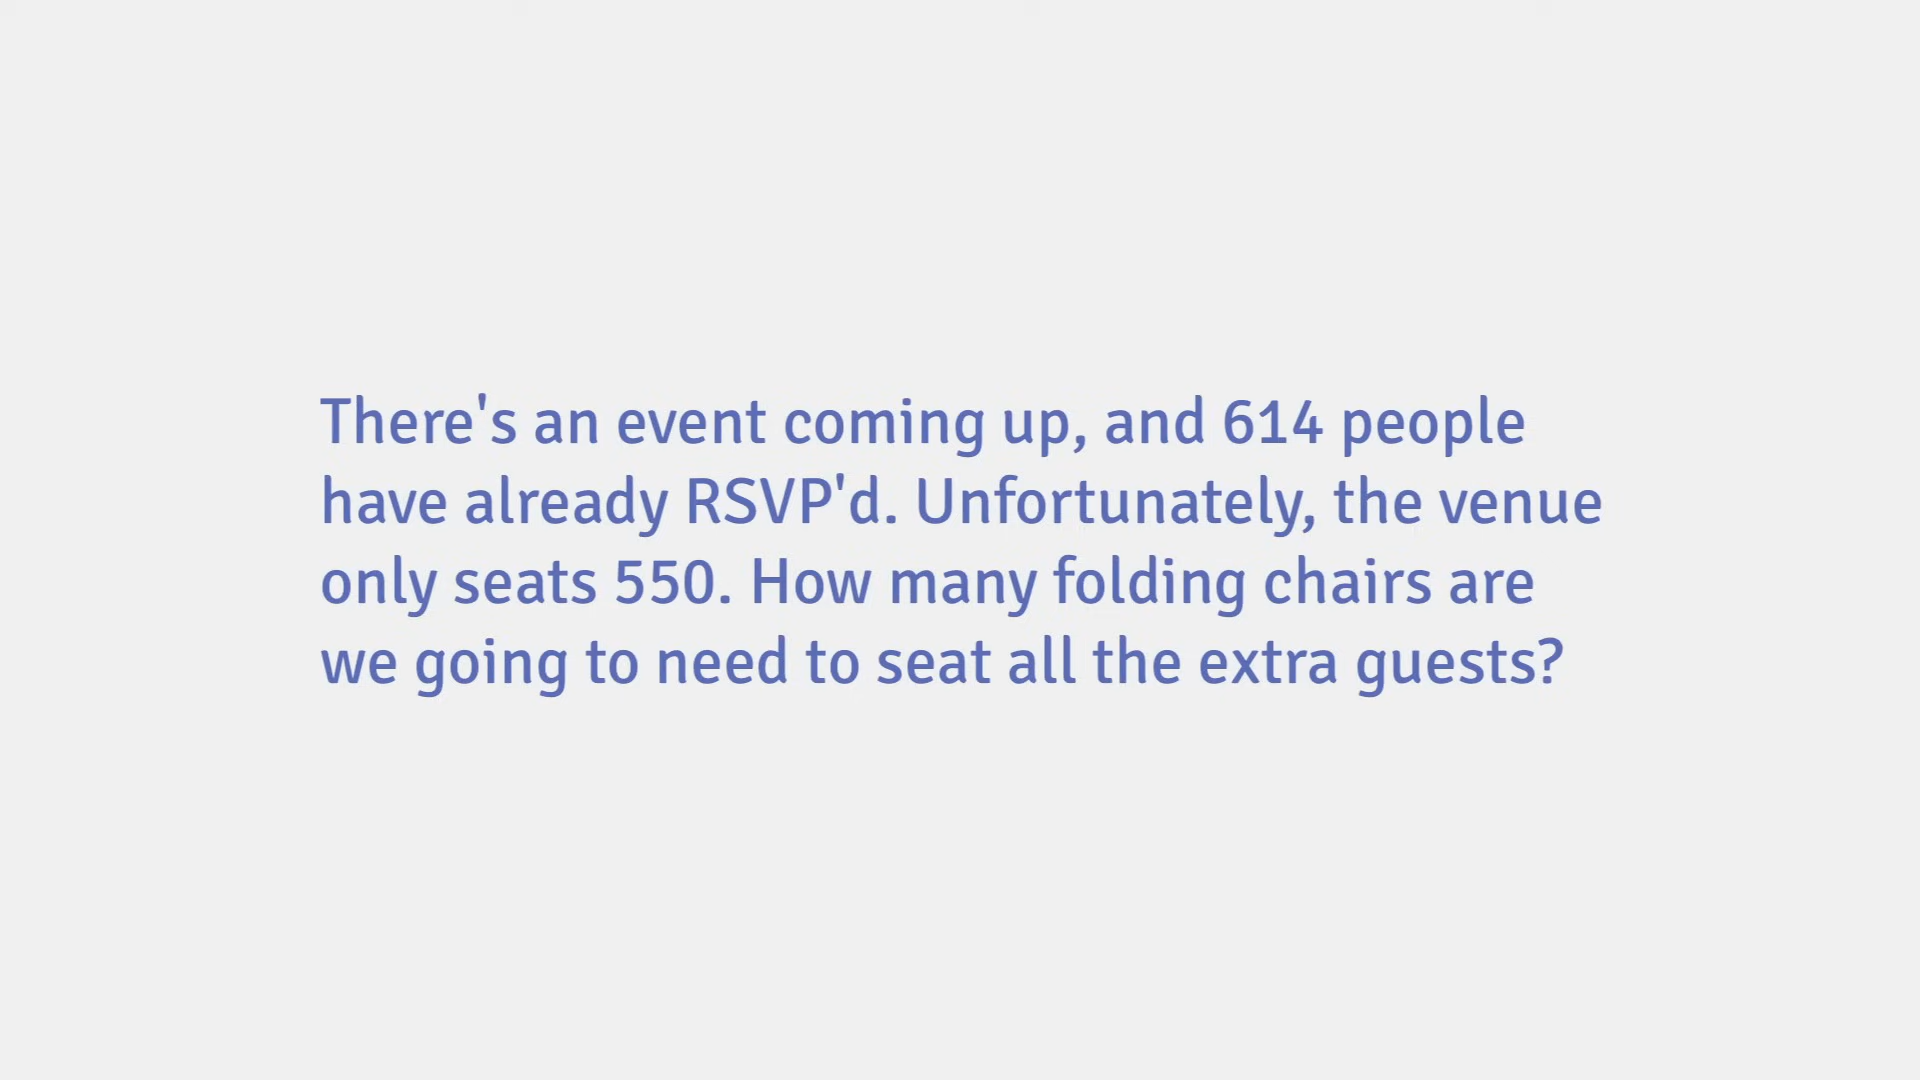 There's an event coming up, and 614 people
have already RSVP'd. Unfortunately, the venue
only seats 550. How many folding chairs are
we going to need to seat all the extra guests?